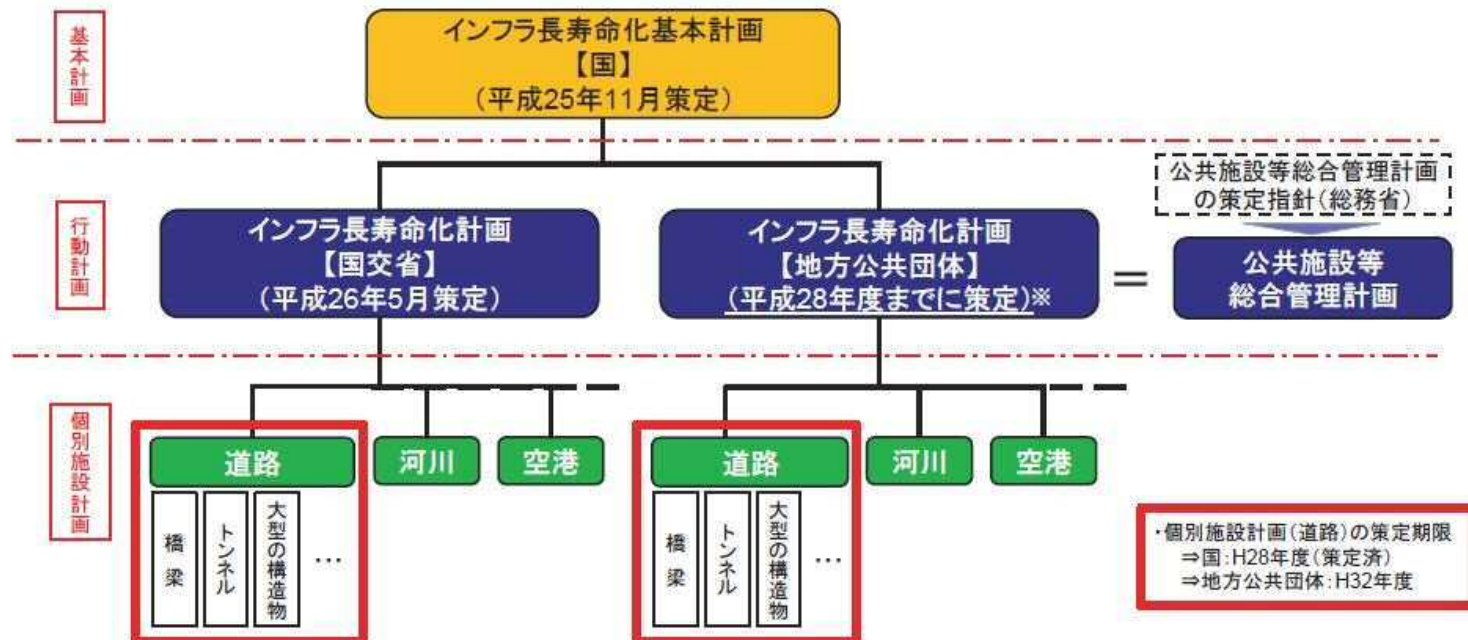 基本計画
インフラ長寿命化基本計画
【国】
（平成25年11月策定）
行動計画
インフラ長寿命化計画
【国交省】
（平成26年5月策定）
インフラ長寿命化計画
【地方公共団体】
（平成28年度までに策定）※
＝
公共施設等総合管理計画
の策定指針（総務省）
公共施設等
総合管理計画
個別施設計画
道路
河川
空港
橋梁
トンネル
大型の構造物
…
道路
河川
空港
橋梁
トンネル
大型の構造物
…
・個別施設計画（道路）の策定期限
⇒国：H28年度（策定済）
⇒地方公共団体：H32年度